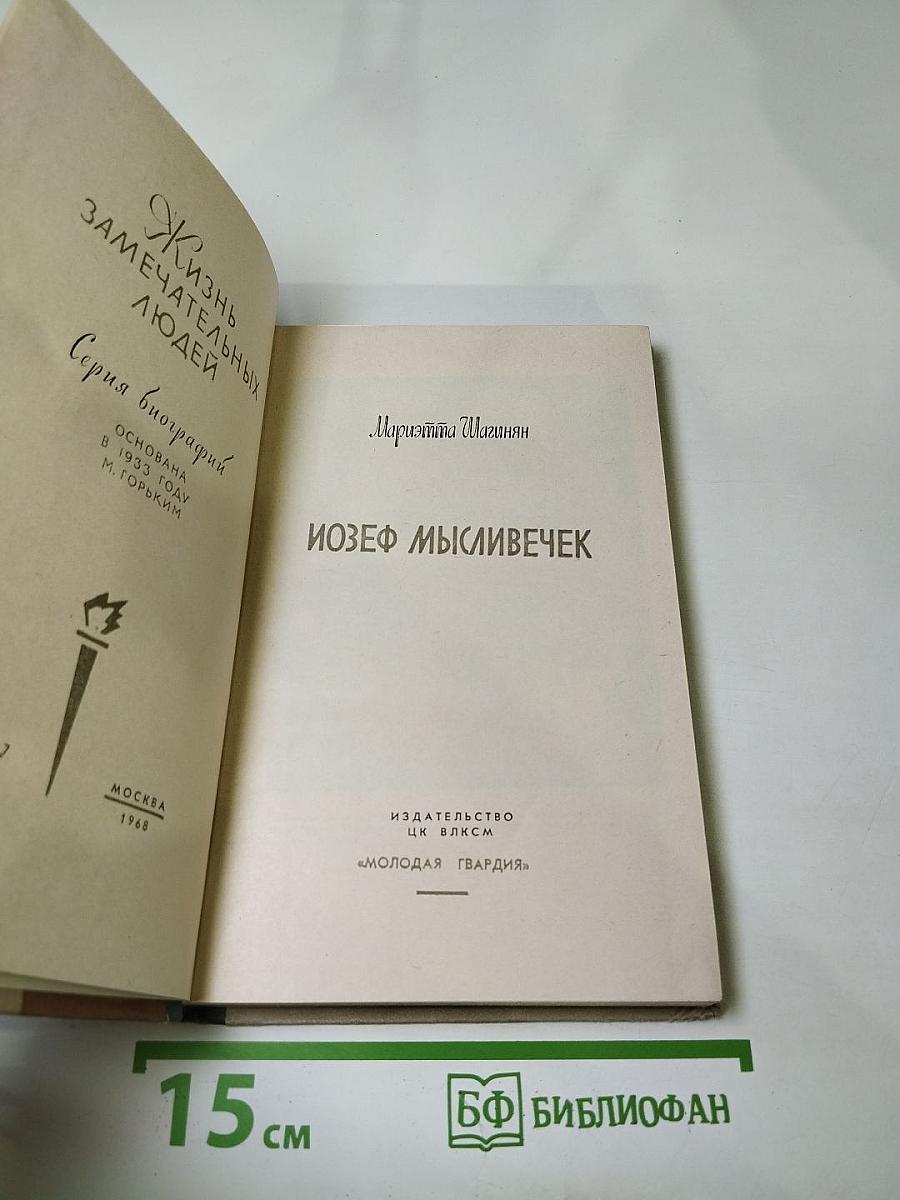 Жизнь
ЗАМЕЧАТЕЛЬНЫХ
ЛЮДЕЙ
Серия биографий
ОСНОВАНА
В 1933 ГОДУ
М. ГОРЬКИМ
МОСКВА
1968
Мариэтта Шагинян
ИОЗЕФ МЫСЛИВЕЧЕК
ИЗДАТЕЛЬСТВО
ЦК ВЛКСМ
«МОЛОДАЯ ГВАРДИЯ»
15 см
БФ БИБЛИОФАН